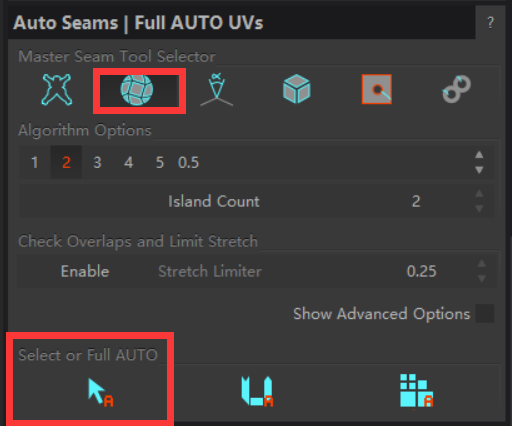 Auto Seams | Full AUTO UVs ?
Master Seam Tool Selector
Algorithm Options
1 2 3 4 5 0.5
Island Count 2
Check Overlaps and Limit Stretch
Enable Stretch Limiter 0.25
Show Advanced Options
Select or Full AUTO
A A A